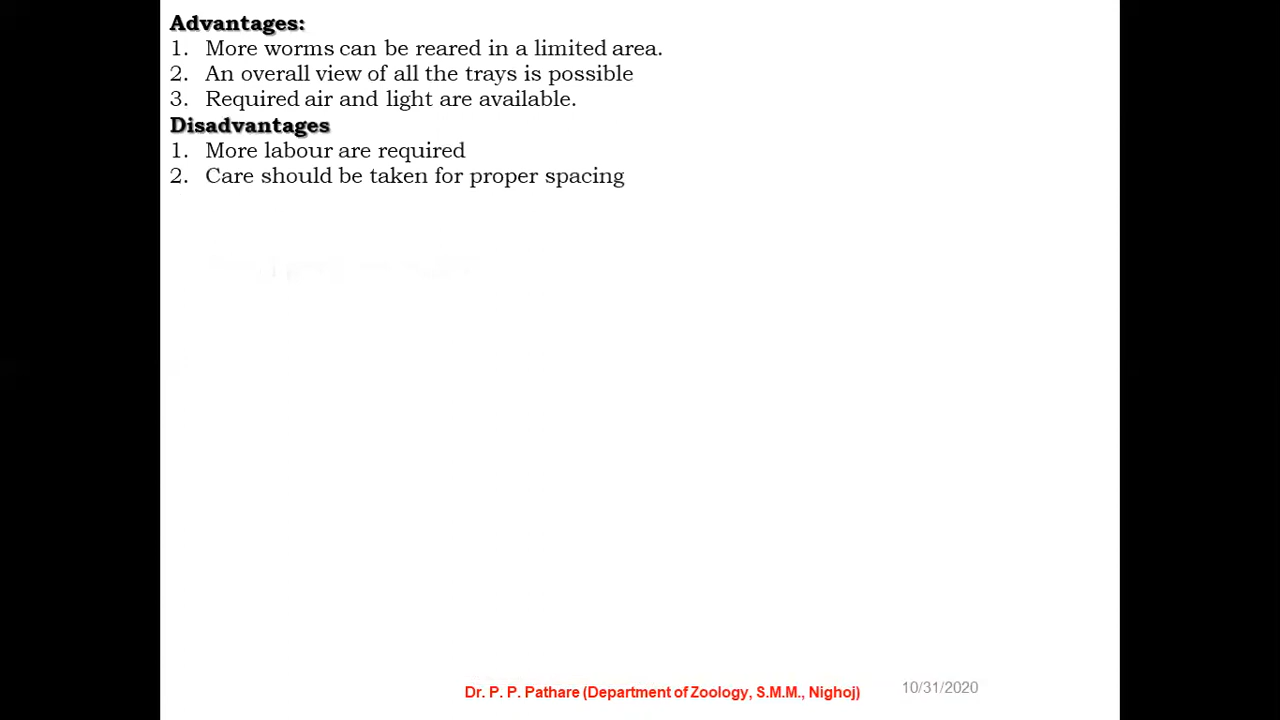 Advantages:
1. More worms can be reared in a limited area.
2. An overall view of all the trays is possible
3. Required air and light are available.
Disadvantages
1. More labour are required
2. Care should be taken for proper spacing
Dr. P. P. Pathare (Department of Zoology, S.M.M., Nighoj)
10/31/2020